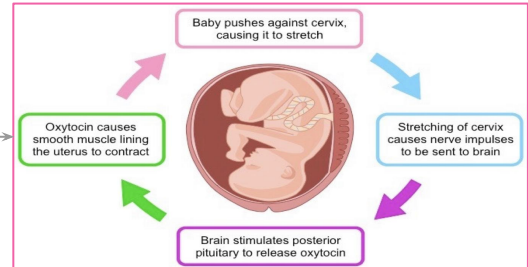 Baby pushes against cervix,
causing it to stretch
Stretching of cervix
causes nerve impulses
to be sent to brain
Brain stimulates posterior
pituitary to release oxytocin
Oxytocin causes
smooth muscle lining
the uterus to contract